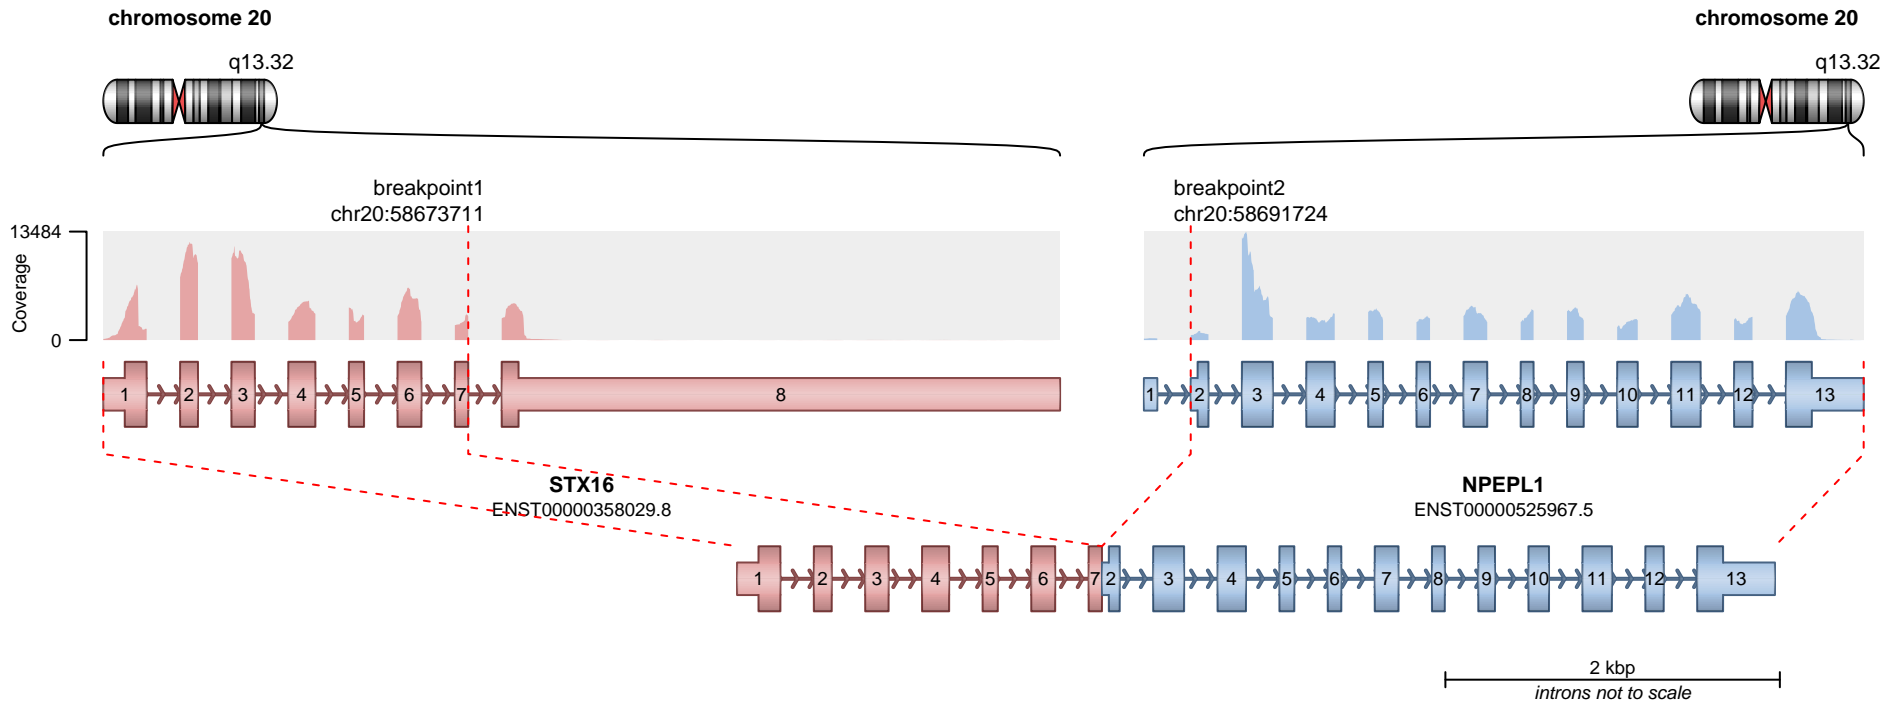 chromosome 20
chromosome 20
q13.32
q13.32
breakpoint1
chr20:58673711
breakpoint2
chr20:58691724
13484
Coverage
0
1 2 3 4 5 6 7 8
1 2 3 4 5 6 7 8 9 10 11 12 13
STX16
ENST00000358029.8
NPEPL1
ENST00000525967.5
1 2 3 4 5 6 7 2 3 4 5 6 7 8 9 10 11 12 13
2 kbp
introns not to scale